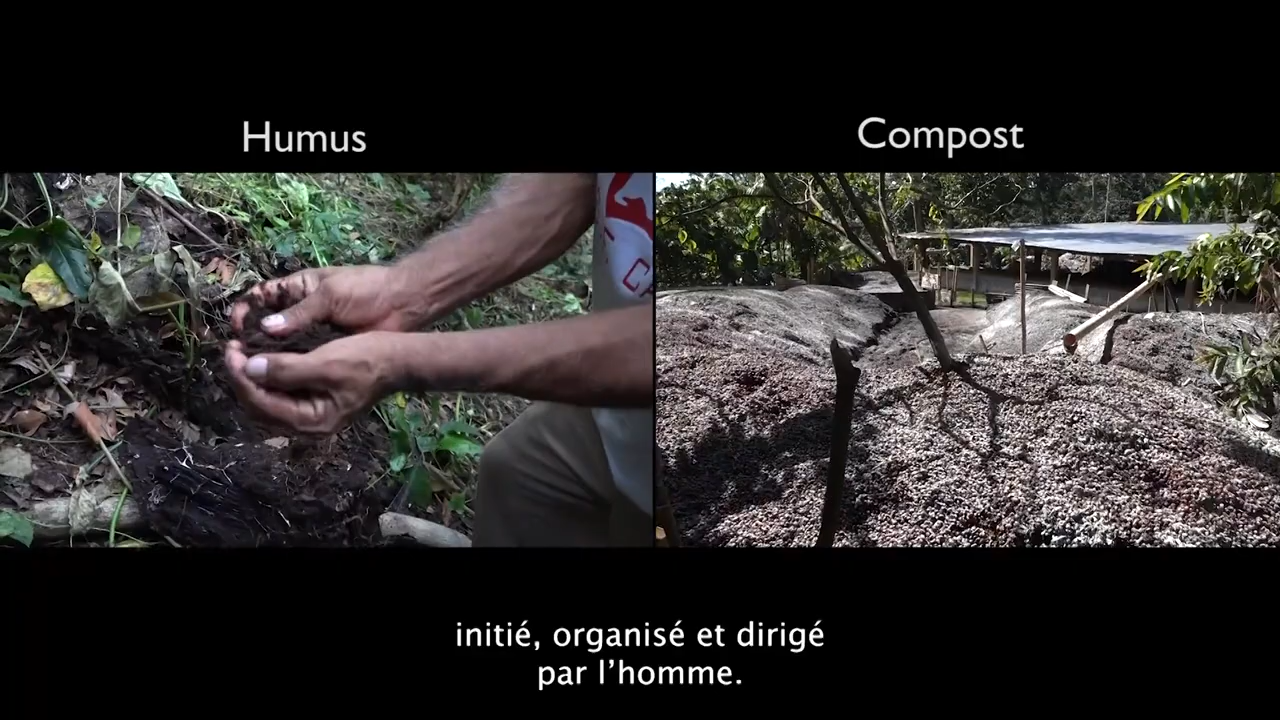 Humus
Compost
initié, organisé et dirigé
par l’homme.